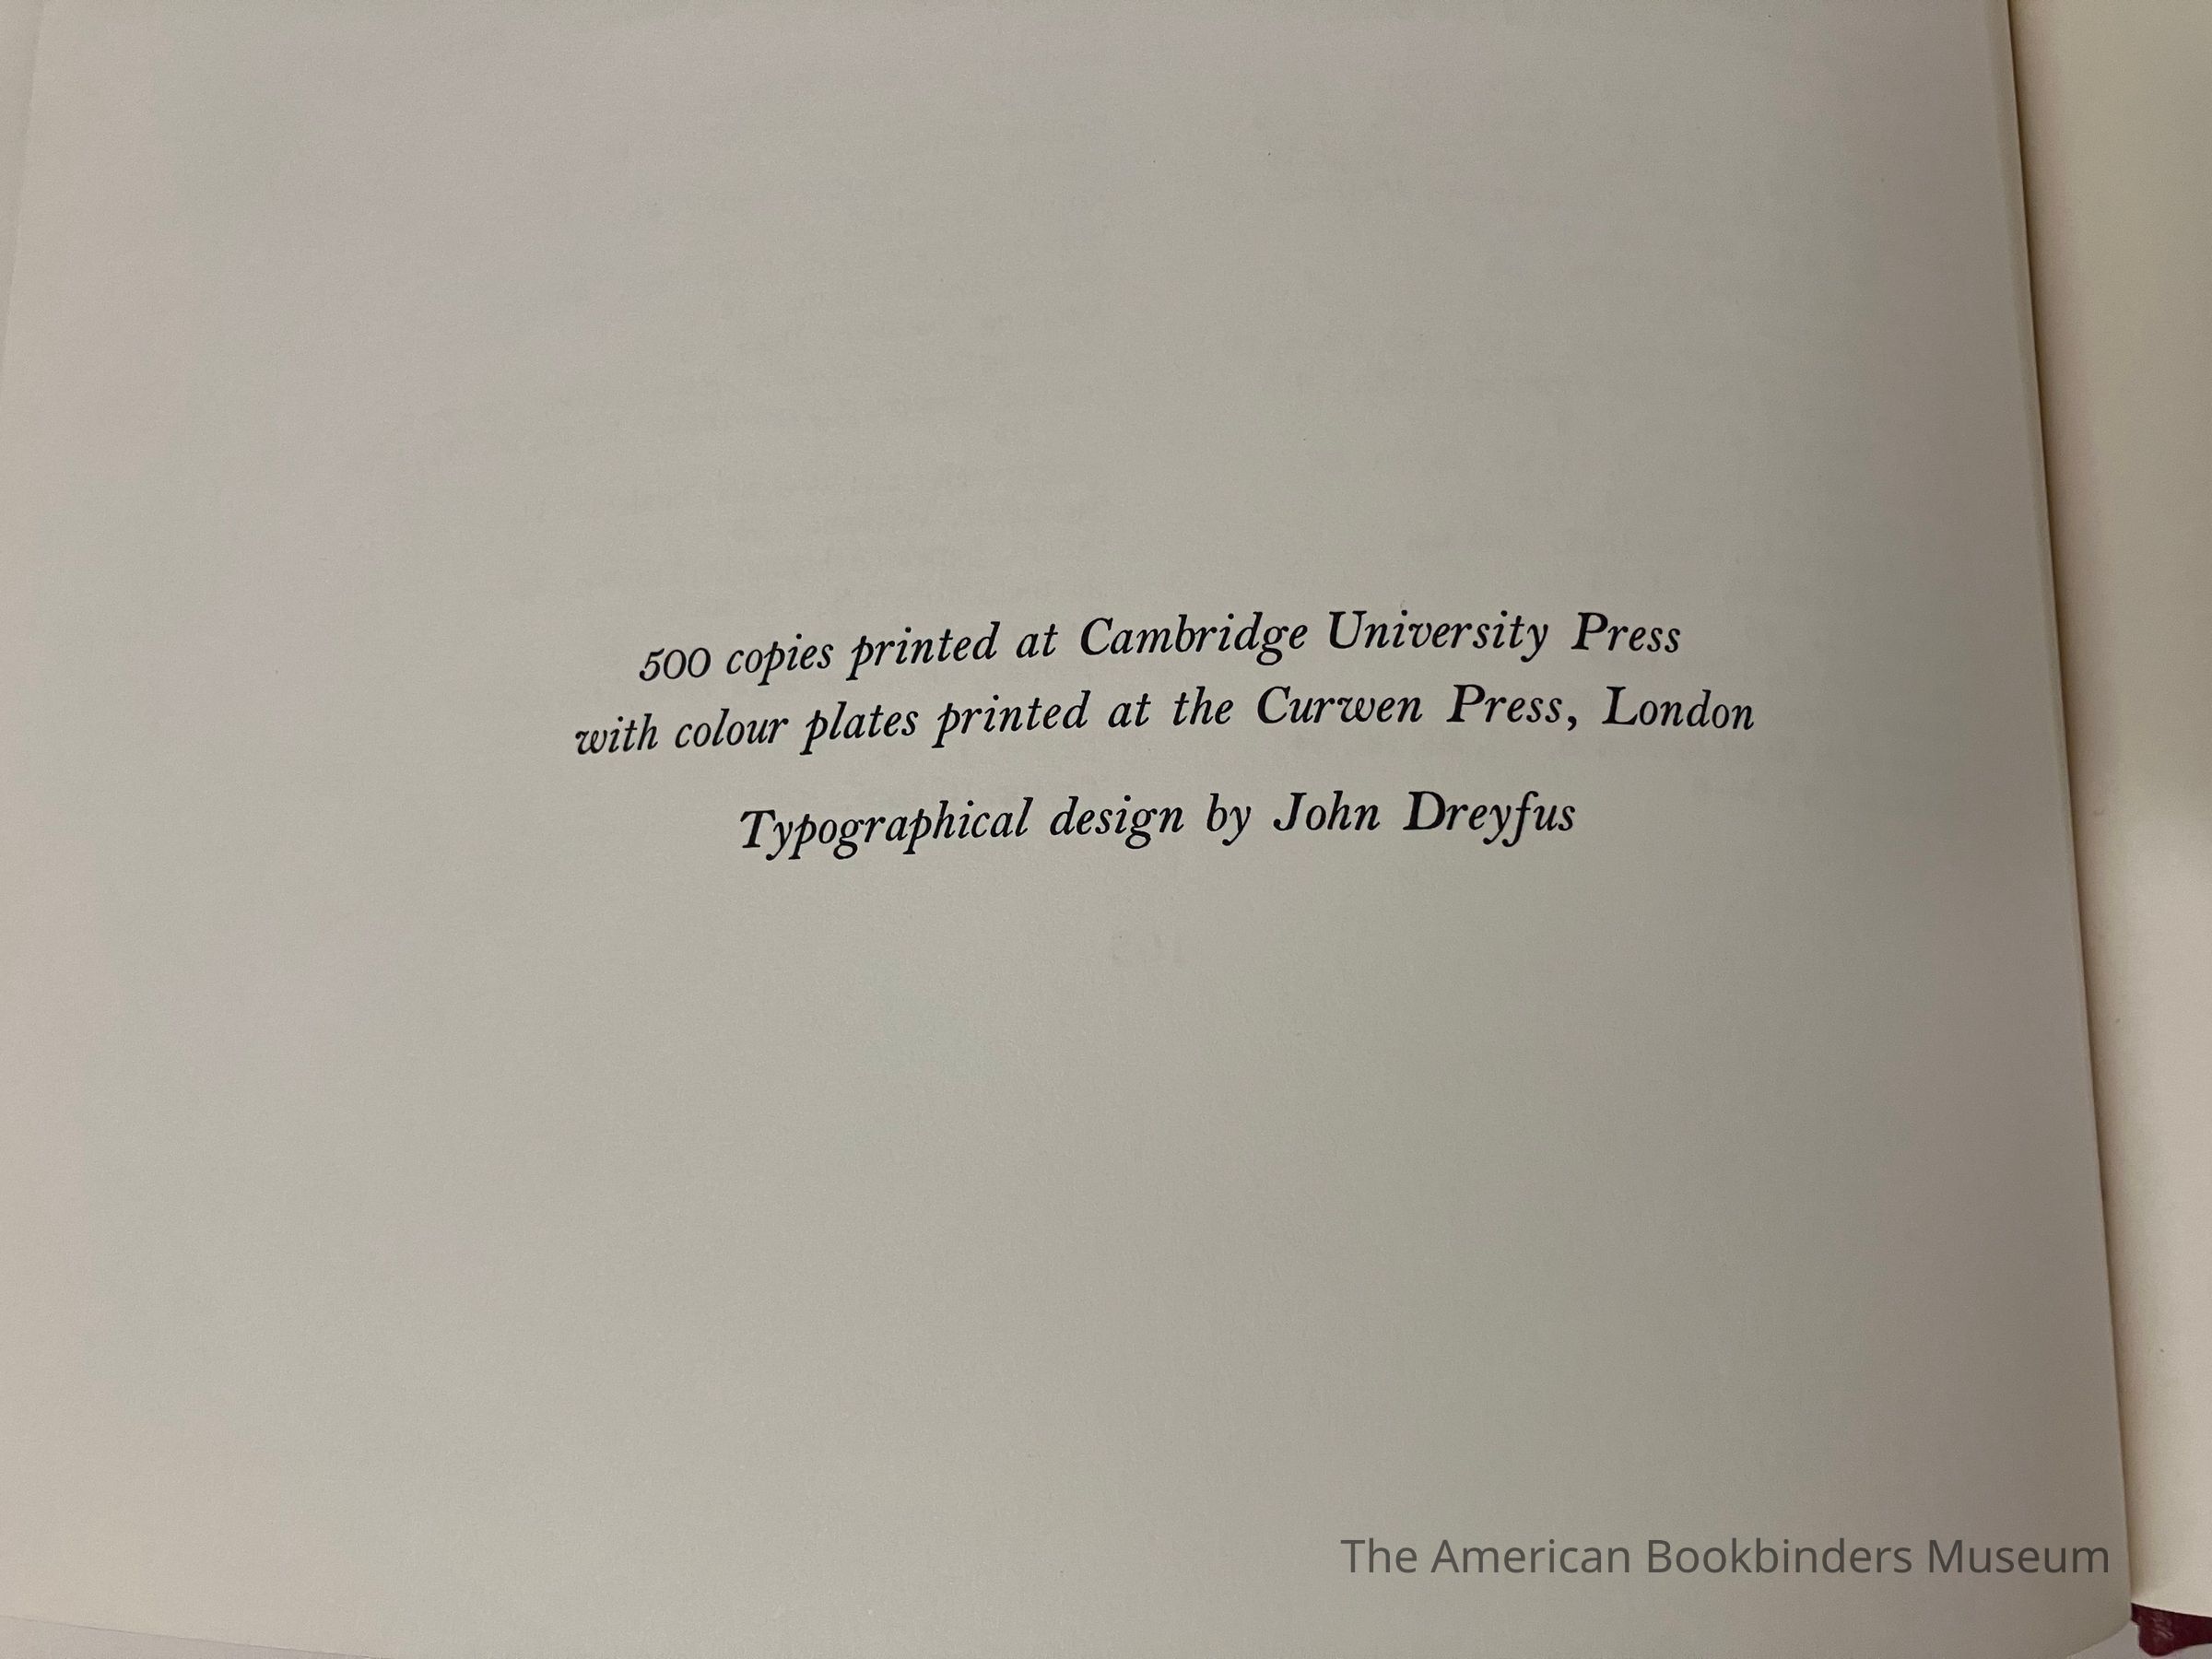 500 copies printed at Cambridge University Press
with colour plates printed at the Curwen Press, London
Typographical design by John Dreyfus
The American Bookbinders Museum